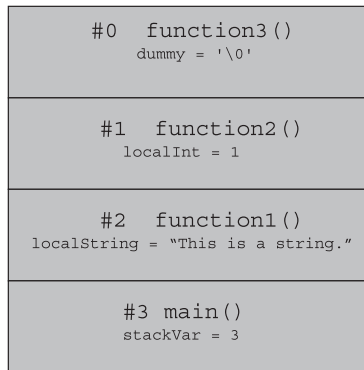 #0 function3()
dummy = '\0'
#1 function2()
localInt = 1
#2 function1()
localString = “This is a string.”
#3 main()
stackVar = 3